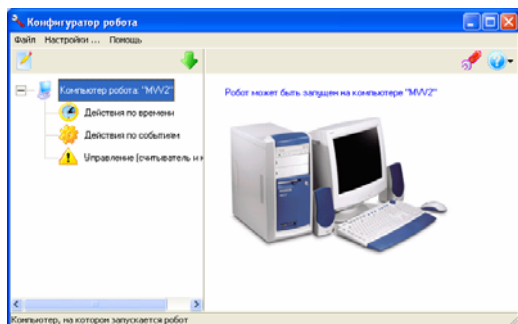 Конфигуратор робота
Файл Настройки ... Помощь
Компьютер робота: "MVV2"
Робот может быть запущен на компьютере "MVV2"
Действия по времени
Действия по событиям
Управление (считыватель и к
Компьютер, на котором запускается робот